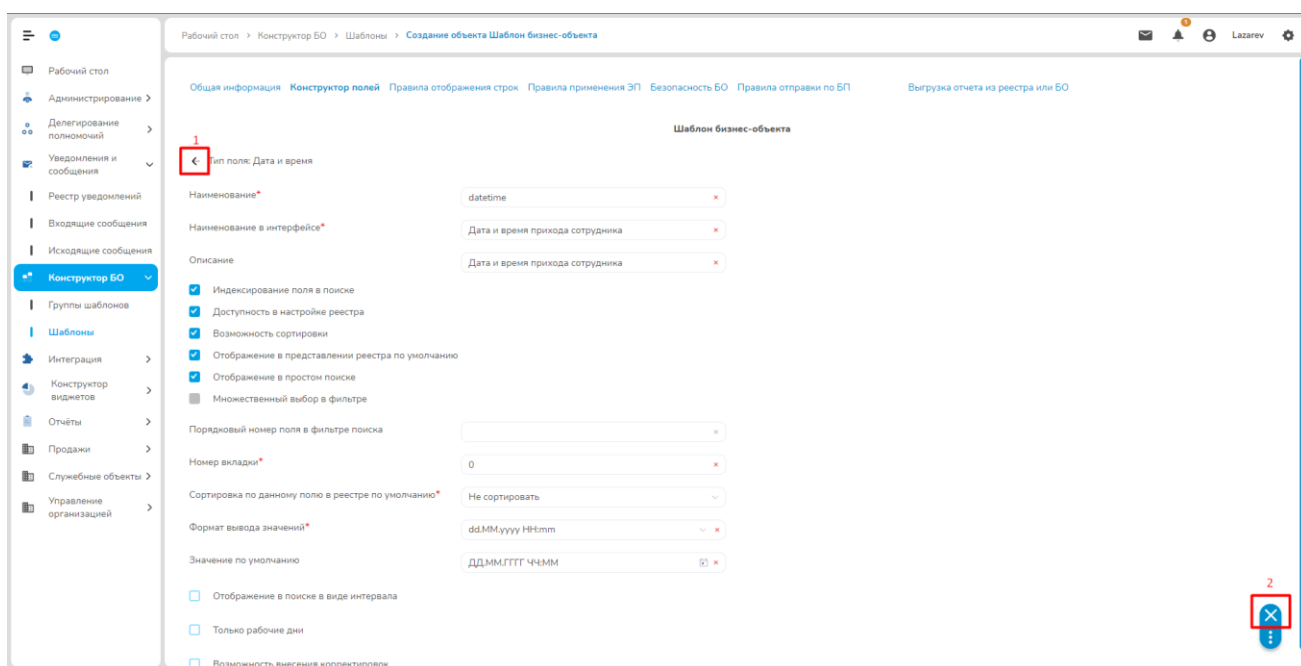 1
Рабочий стол > Конструктор БО > Шаблоны > Создание объекта Шаблон бизнес-объекта
Lazarev
Рабочий стол
Администрирование
Делегирование
полномочий
Уведомления и
сообщения
Реестр уведомлений
Входящие сообщения
Исходящие сообщения
Конструктор БО
Группы шаблонов
Шаблоны
Интеграция
Конструктор
виджетов
Отчёты
Продажи
Служебные объекты
Управление
организацией
Общая информация Конструктор полей Правила отображения строк Правила применения ЭП Безопасность БО Правила отправки по БП Выгрузка отчета из реестра или БО
Шаблон бизнес-объекта
1
Тип поля: Дата и время
Наименование* datetime
Наименование в интерфейсе* Дата и время прихода сотрудника
Описание Дата и время прихода сотрудника
Индексирование поля в поиске
Доступность в настройке реестра
Возможность сортировки
Отображение в представлении реестра по умолчанию
Отображение в простом поиске
Множественный выбор в фильтре
Порядковый номер поля в фильтре поиска
Номер вкладки* 0
Сортировка по данному полю в реестре по умолчанию* Не сортировать
Формат вывода значений* dd.MM.yyyy HH:mm
Значение по умолчанию ДД.ММ.ГГГГ ЧЧ:ММ
Отображение в поиске в виде интервала
2
Только рабочие дни
Возможность внесения корректировок